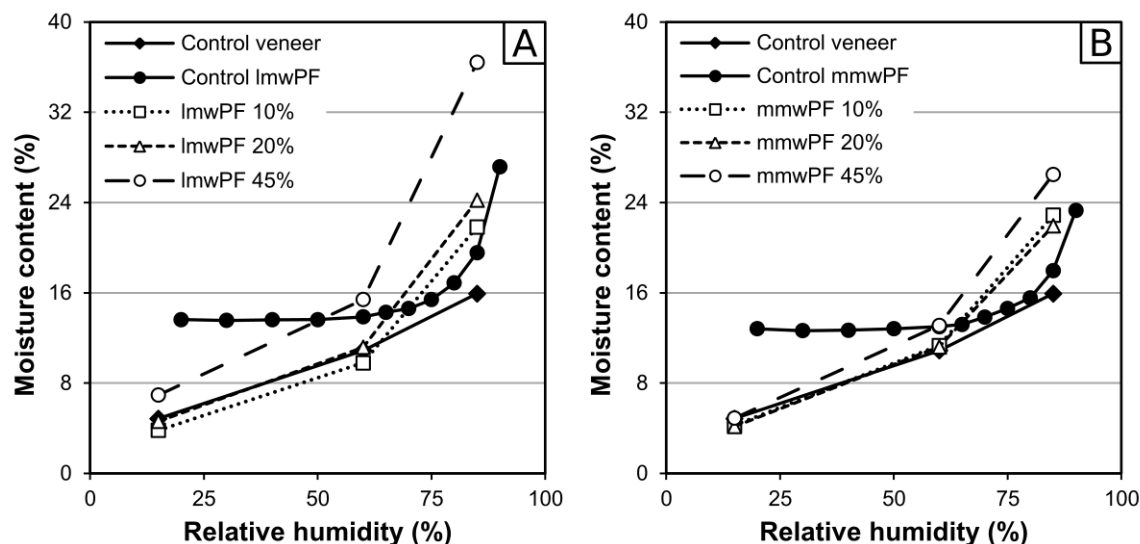 A
Control veneer
Control lmwPF
lmwPF 10%
lmwPF 20%
lmwPF 45%
40
32
24
16
8
0
Moisture content (%)
0 25 50 75 100
Relative humidity (%)
B
Control veneer
Control mmwPF
mmwPF 10%
mmwPF 20%
mmwPF 45%
40
32
24
16
8
0
Moisture content (%)
0 25 50 75 100
Relative humidity (%)